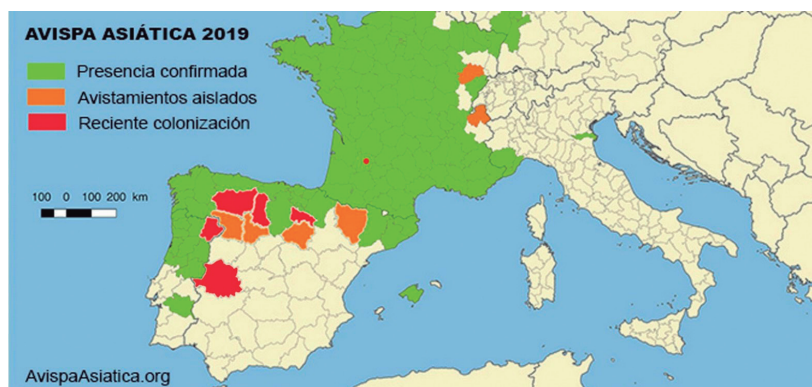 AVISPA ASIÁTICA 2019
Presencia confirmada
Avistamientos aislados
Reciente colonización
100 0 100 200 km
AvispaAsiatica.org